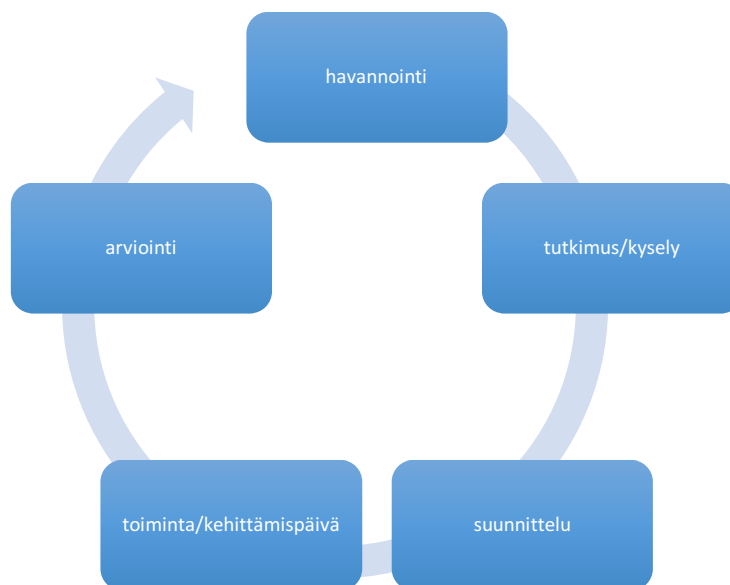 havannointi
tutkimus/kysely
suunnittelu
toiminta/kehittämispäivä
arviointi